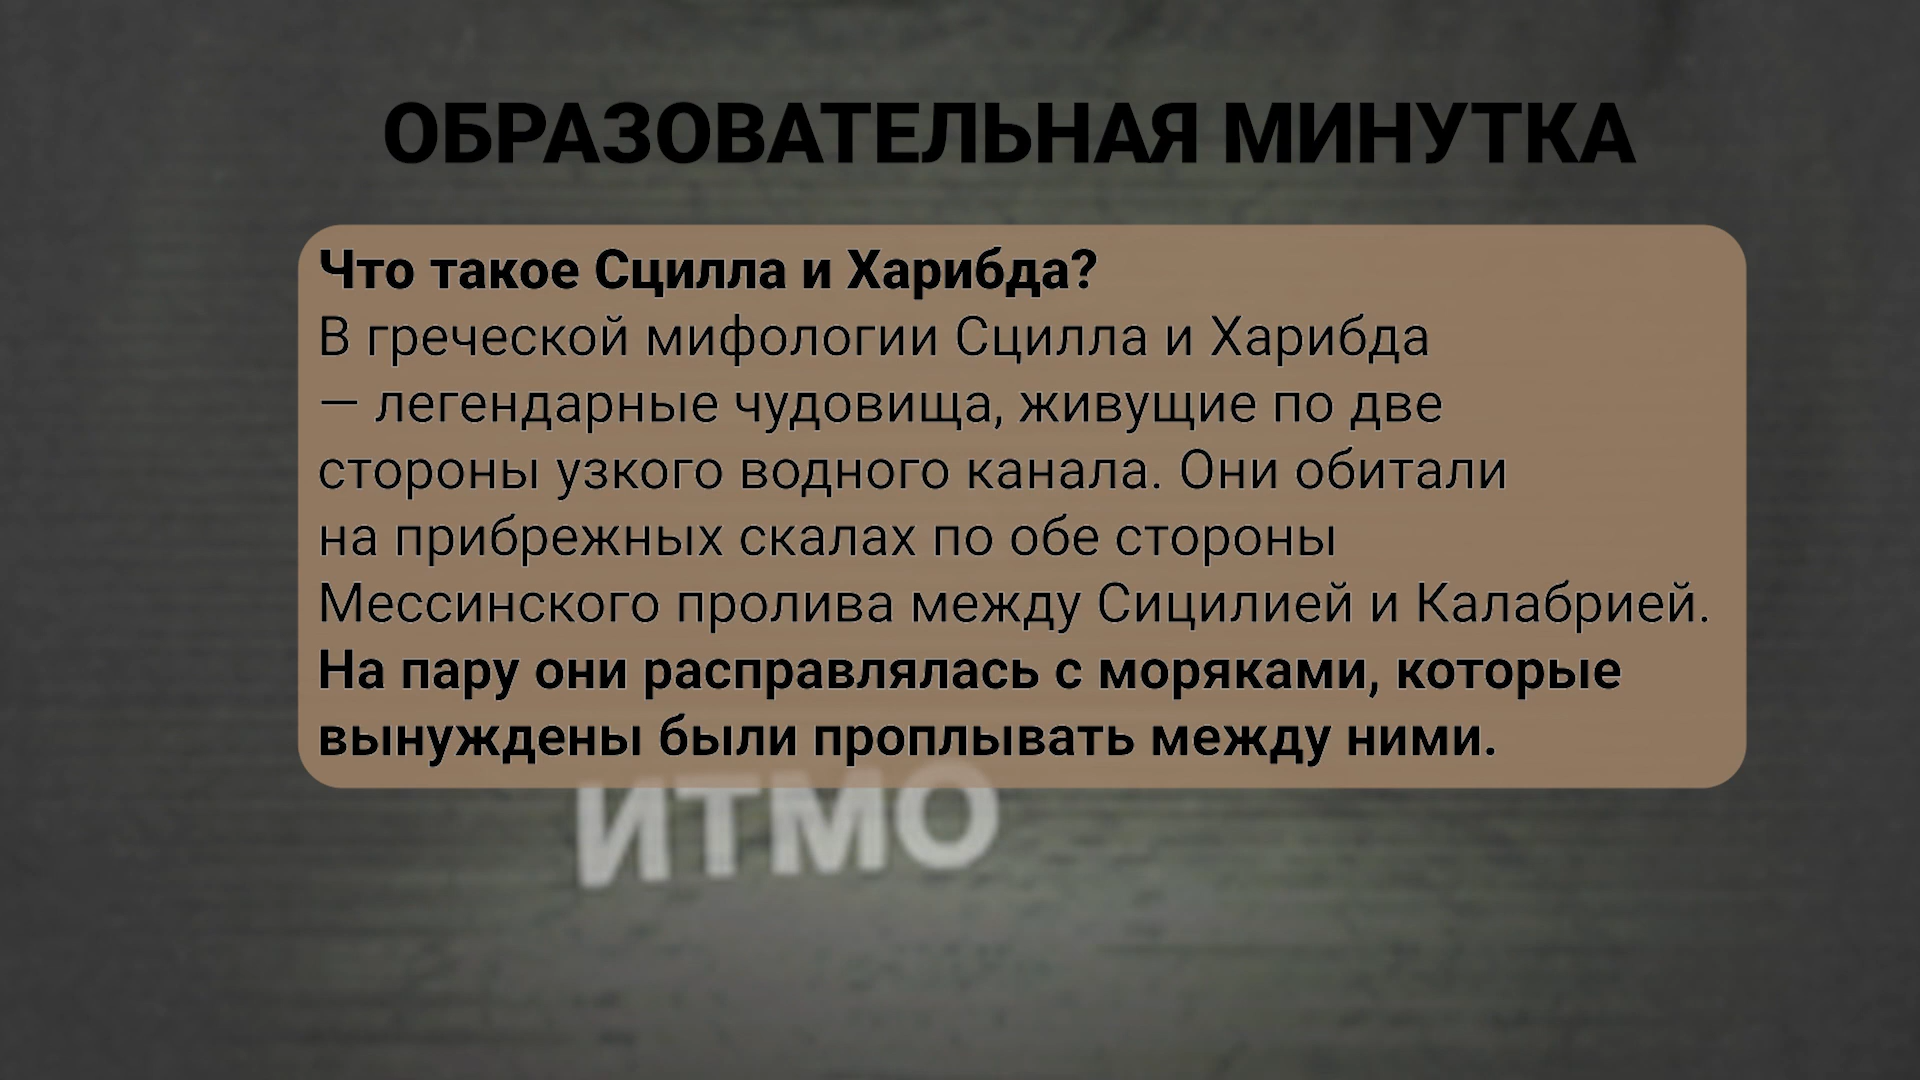 ОБРАЗОВАТЕЛЬНАЯ МИНУТКА
Что такое Сцилла и Харибда?
В греческой мифологии Сцилла и Харибда
— легендарные чудовища, живущие по две
стороны узкого водного канала. Они обитали
на прибрежных скалах по обе стороны
Мессинского пролива между Сицилией и Калабрией.
На пару они расправлялась с моряками, которые
вынуждены были проплывать между ними.
ИТМО